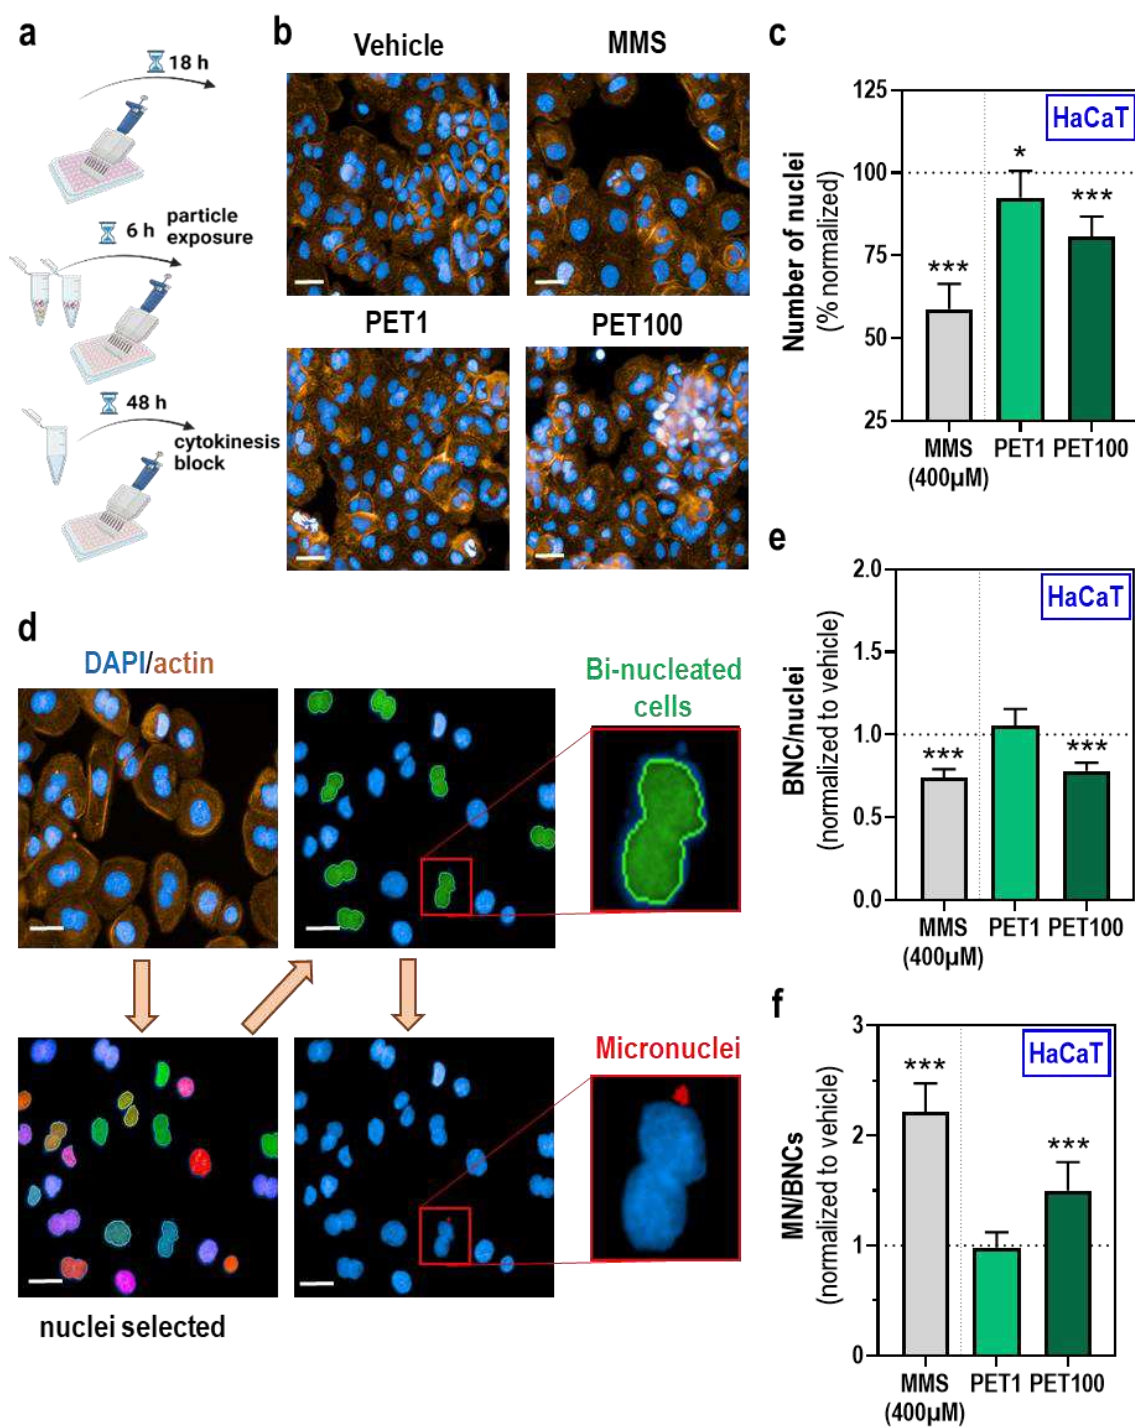 a
18 h
6 h
particle
exposure
48 h
cytokinesis
block
b
Vehicle
MMS
PET1
PET100
c
HaCaT
Number of nuclei
(% normalized)
125
100
75
50
25
***
*
***
MMS
(400µM)
PET1
PET100
d
DAPI/actin
Bi-nucleated
cells
Micronuclei
nuclei selected
e
HaCaT
BNC/nuclei
(normalized to vehicle)
2.0
1.5
1.0
0.5
0.0
***
***
MMS
(400µM)
PET1
PET100
f
HaCaT
MN/BNCs
(normalized to vehicle)
3
2
1
0
***
***
MMS
(400µM)
PET1
PET100